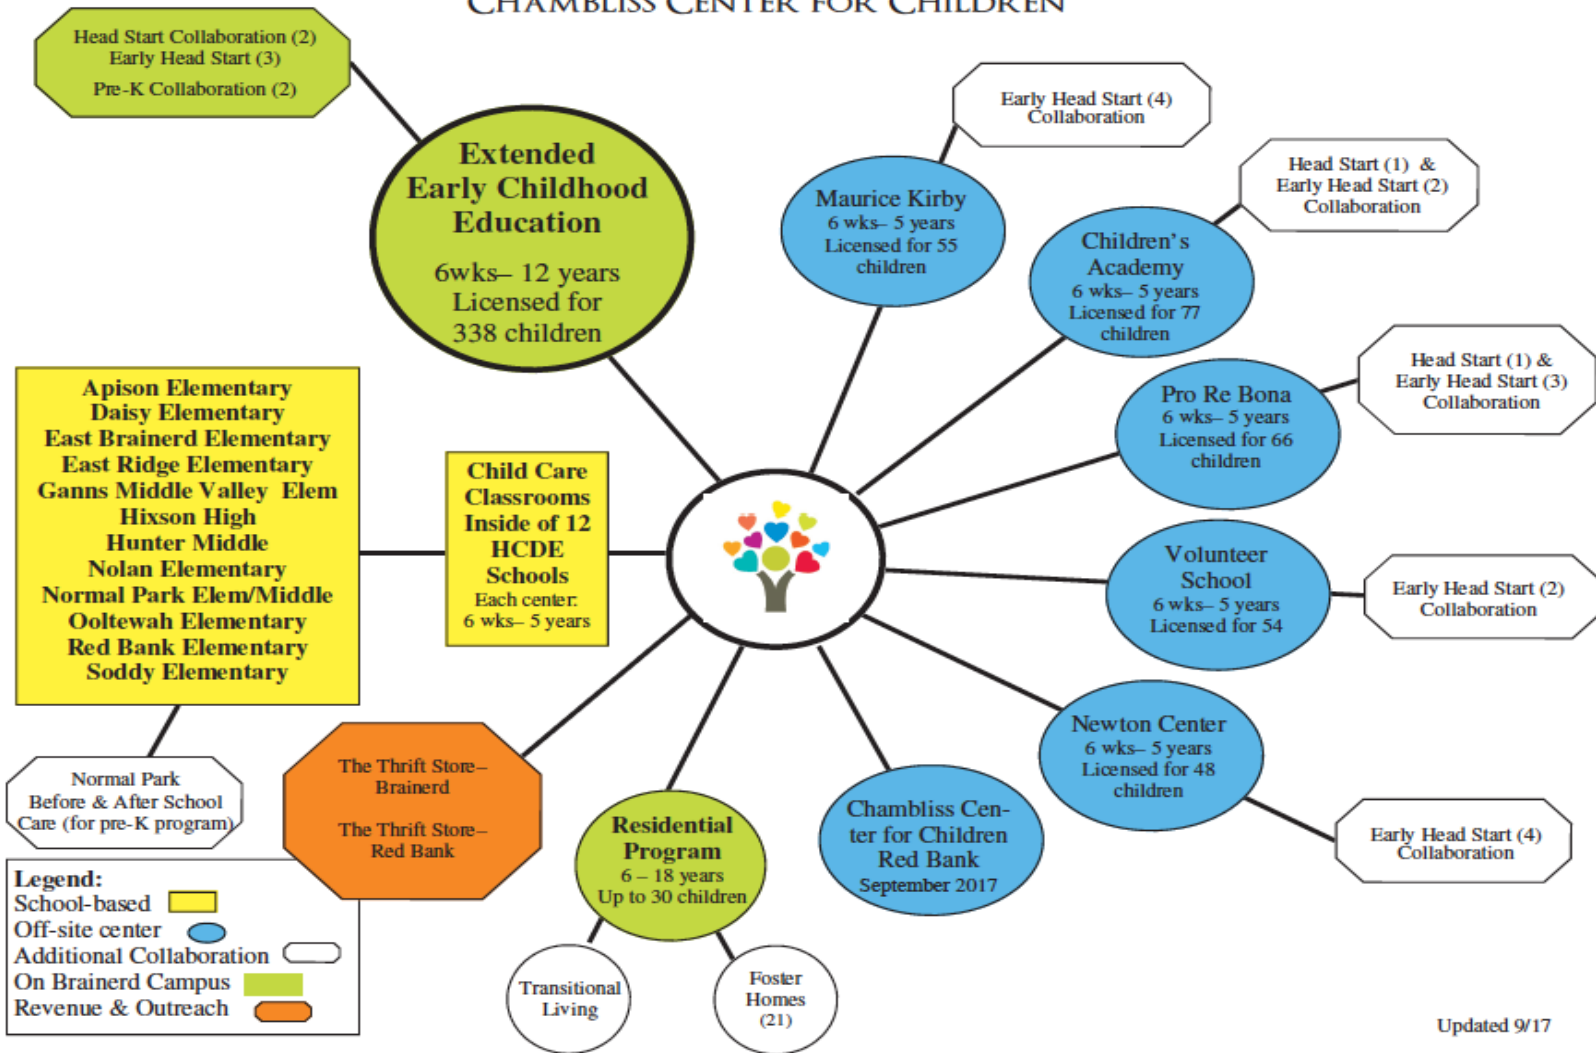 CHAMBLISS CENTER FOR CHILDREN
Head Start Collaboration (2)
Early Head Start (3)
Pre-K Collaboration (2)
Extended
Early Childhood
Education
6wks– 12 years
Licensed for
338 children
Early Head Start (4)
Collaboration
Maurice Kirby
6 wks– 5 years
Licensed for 55
children
Head Start (1)  &
Early Head Start (2)
Collaboration
Children's
Academy
6 wks– 5 years
Licensed for 77
children
Head Start (1) &
Early Head Start (3)
Collaboration
Pro Re Bona
6 wks– 5 years
Licensed for 66
children
Volunteer
School
6 wks– 5 years
Licensed for 54
Early Head Start (2)
Collaboration
Newton Center
6 wks– 5 years
Licensed for 48
children
Early Head Start (4)
Collaboration
Chambliss Cen-
ter for Children
Red Bank
September 2017
Apison Elementary
Daisy Elementary
East Brainerd Elementary
East Ridge Elementary
Ganns Middle Valley  Elem
Hixson High
Hunter Middle
Nolan Elementary
Normal Park Elem/Middle
Ooltewah Elementary
Red Bank Elementary
Soddy Elementary
Child Care
Classrooms
Inside of 12
HCDE
Schools
Each center:
6 wks– 5 years
Normal Park
Before & After School
Care (for pre-K program)
The Thrift Store–
Brainerd
The Thrift Store–
Red Bank
Residential
Program
6 – 18 years
Up to 30 children
Transitional
Living
Foster
Homes
(21)
Legend:
School-based
Off-site center
Additional Collaboration
On Brainerd Campus
Revenue & Outreach
Updated 9/17